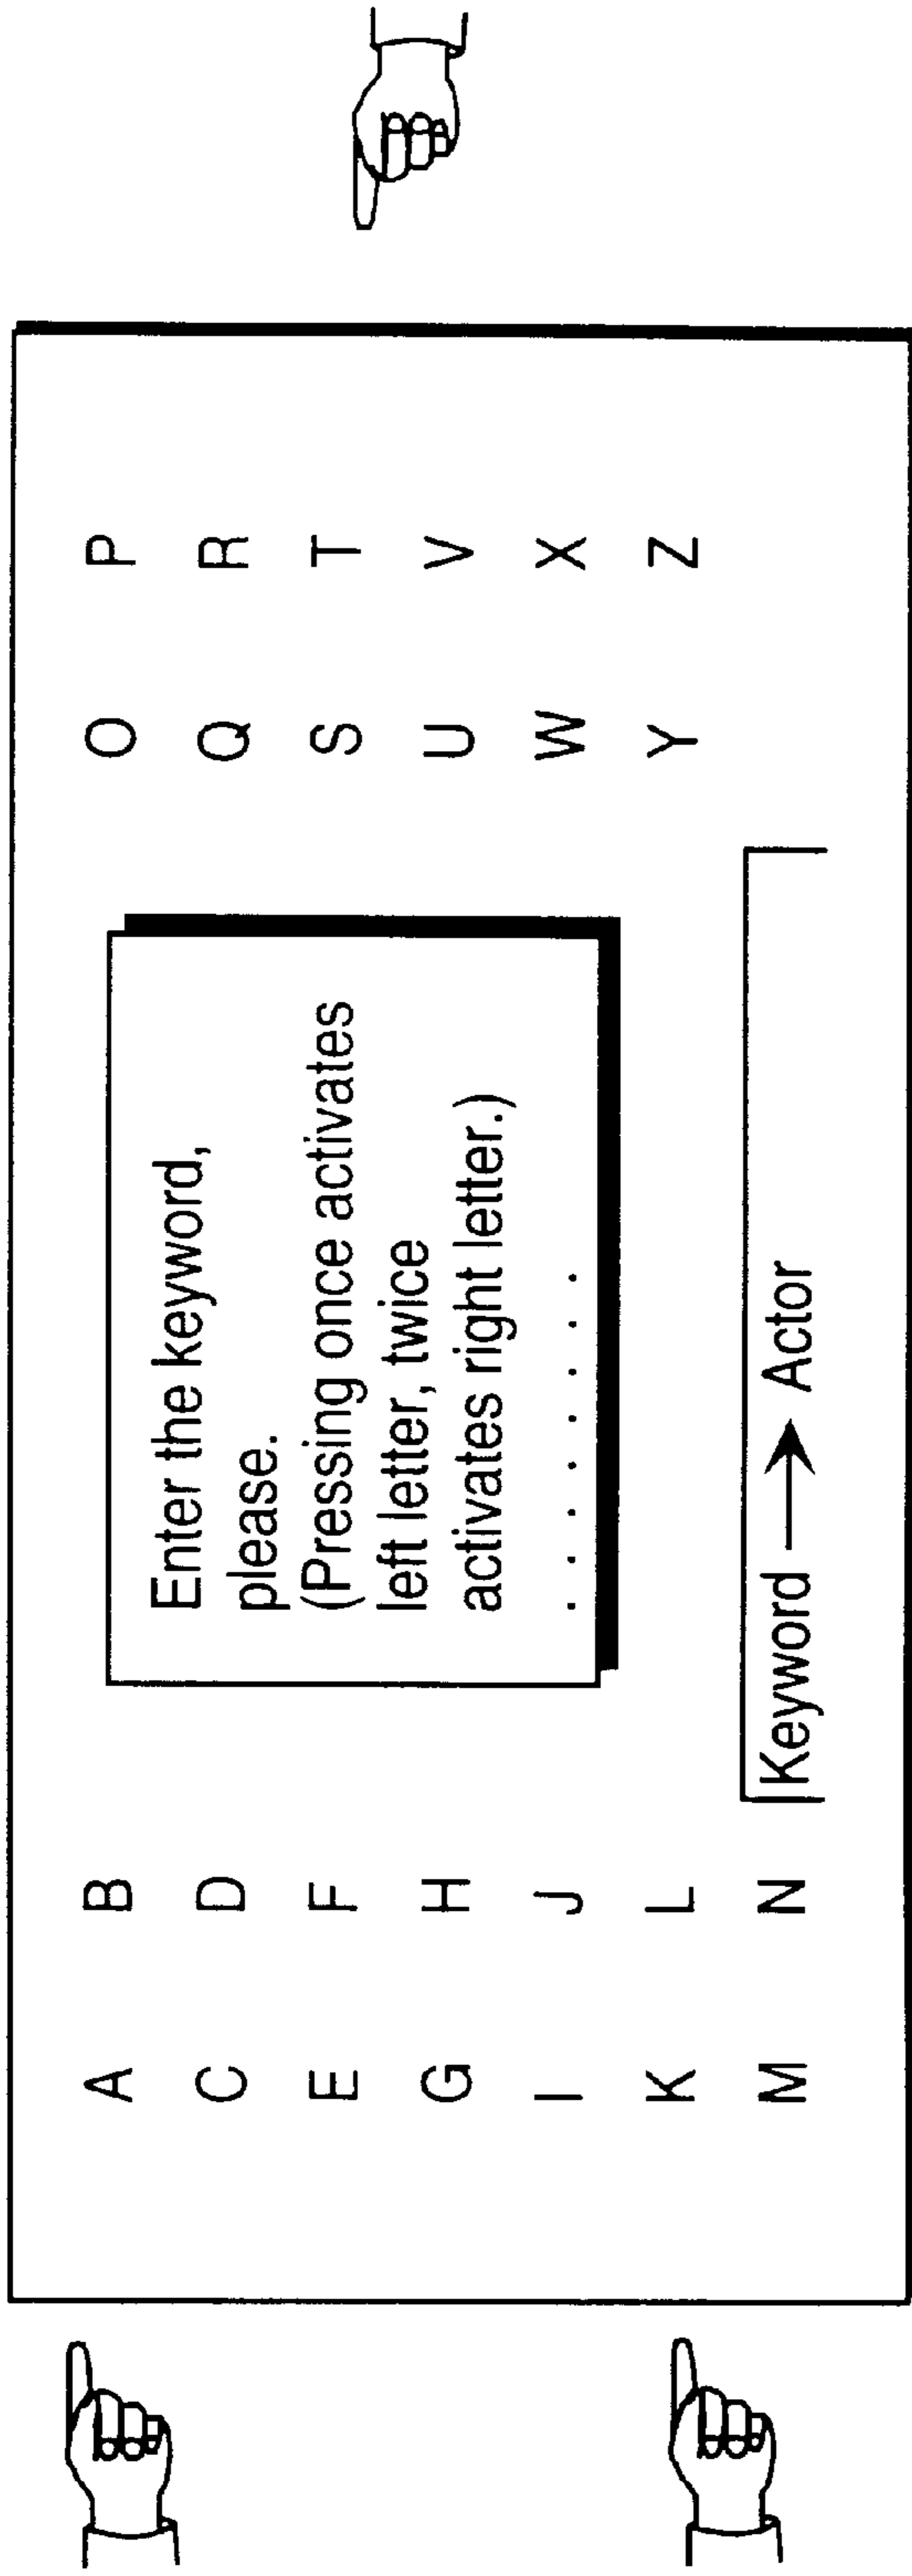 A B
C D
E F
G H
I J
K L
M N
Enter the keyword,
please.
(Pressing once activates
left letter, twice
activates right letter.)
. . . . . . . .
Keyword → Actor
O P
Q R
S T
U V
W X
Y Z